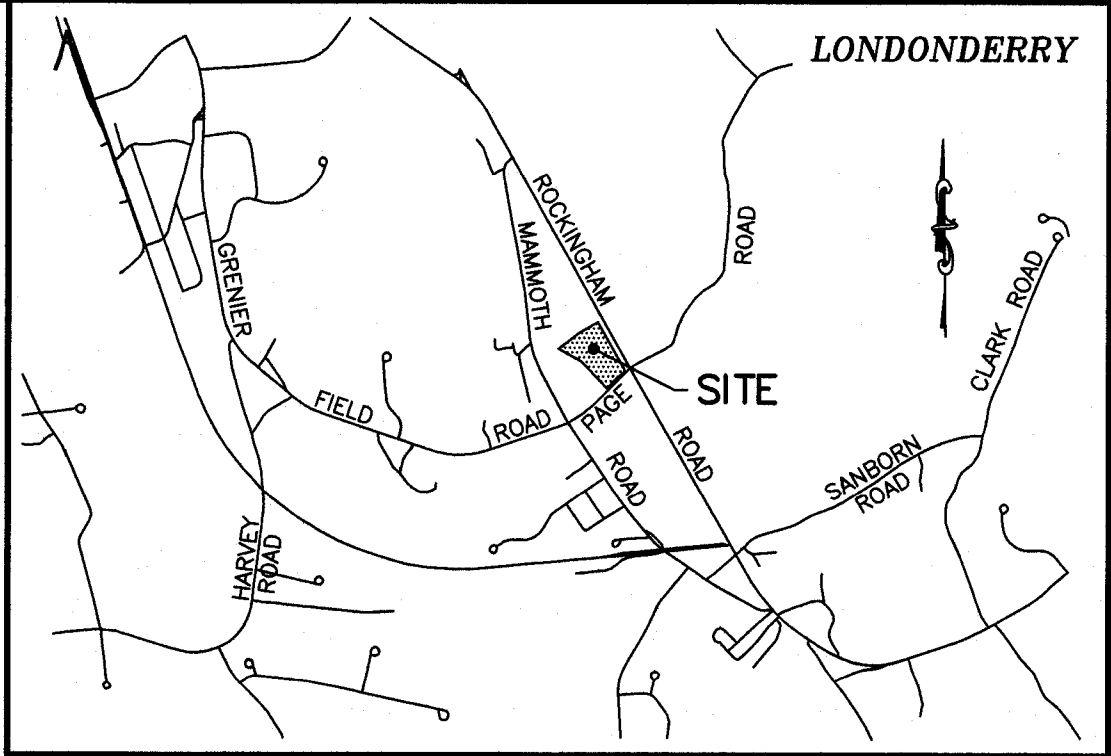 LONDONDERRY
ROCKINGHAM
ROAD
MAMMOTH
ROAD
GRENIER
FIELD
ROAD
PAGE
ROAD
SITE
CLARK ROAD
SANBORN
ROAD
HARVEY
ROAD